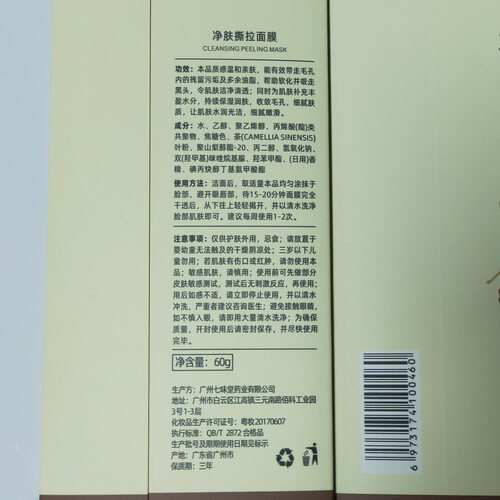 净肤撕拉面膜
CLEANSING PEELING MASK
功效：本品质感温和亲肤，能有效带走毛孔
内的残留污垢及多余油脂，帮助软化并吸走
黑头，令肌肤洁净清透；同时为肌肤补充丰
盈水分，持续保湿润肤，收敛毛孔，细腻肤
质，让肌肤水润光洁，细腻嫩滑。
成分：水、乙醇、聚乙烯醇、丙烯酸(酯)类
共聚物、焦糖色、茶(CAMELLIA SINENSIS)
叶粉、聚山梨醇酯-20、丙二醇、氢氧化钠、
双(羟甲基)咪唑烷基脲、羟苯甲酯、(日用)香
精、碘丙炔醇丁基氨甲酸酯
使用方法：洁面后，取适量本品均匀涂抹于
脸部，避开眼唇部，待15-20分钟面膜完全
干透后，从下往上轻轻揭开，并以清水洗净
脸部肌肤即可。建议每周使用1-2次。
注意事项：仅供护肤外用，忌食；请放置于
婴幼童无法触及的干燥阴凉处；三岁以下儿
童勿用；若肌肤有伤口或红肿，请勿使用本
品；敏感肌肤，请慎用；使用前可先做部分
皮肤敏感测试，测试后无刺激反应，再使用；
用后如感不适，请立即停止使用，并以清水
冲洗，严重者建议咨询医生；避免接触眼睛，
如不慎入眼，请即用大量清水洗净；为确保
质量，开封使用后请密封保存，并尽快使用
完毕。
净含量：60g
生产方：广州七味堂药业有限公司
地址：广州市白云区江高镇三元南路佰科工业园
3号1-3层
化妆品生产许可证号：粤妆20170607
执行标准：QB/T 2872 合格品
生产批号及限期使用日期见标示
产地：广东省广州市
保质期：三年
6 973174 100460